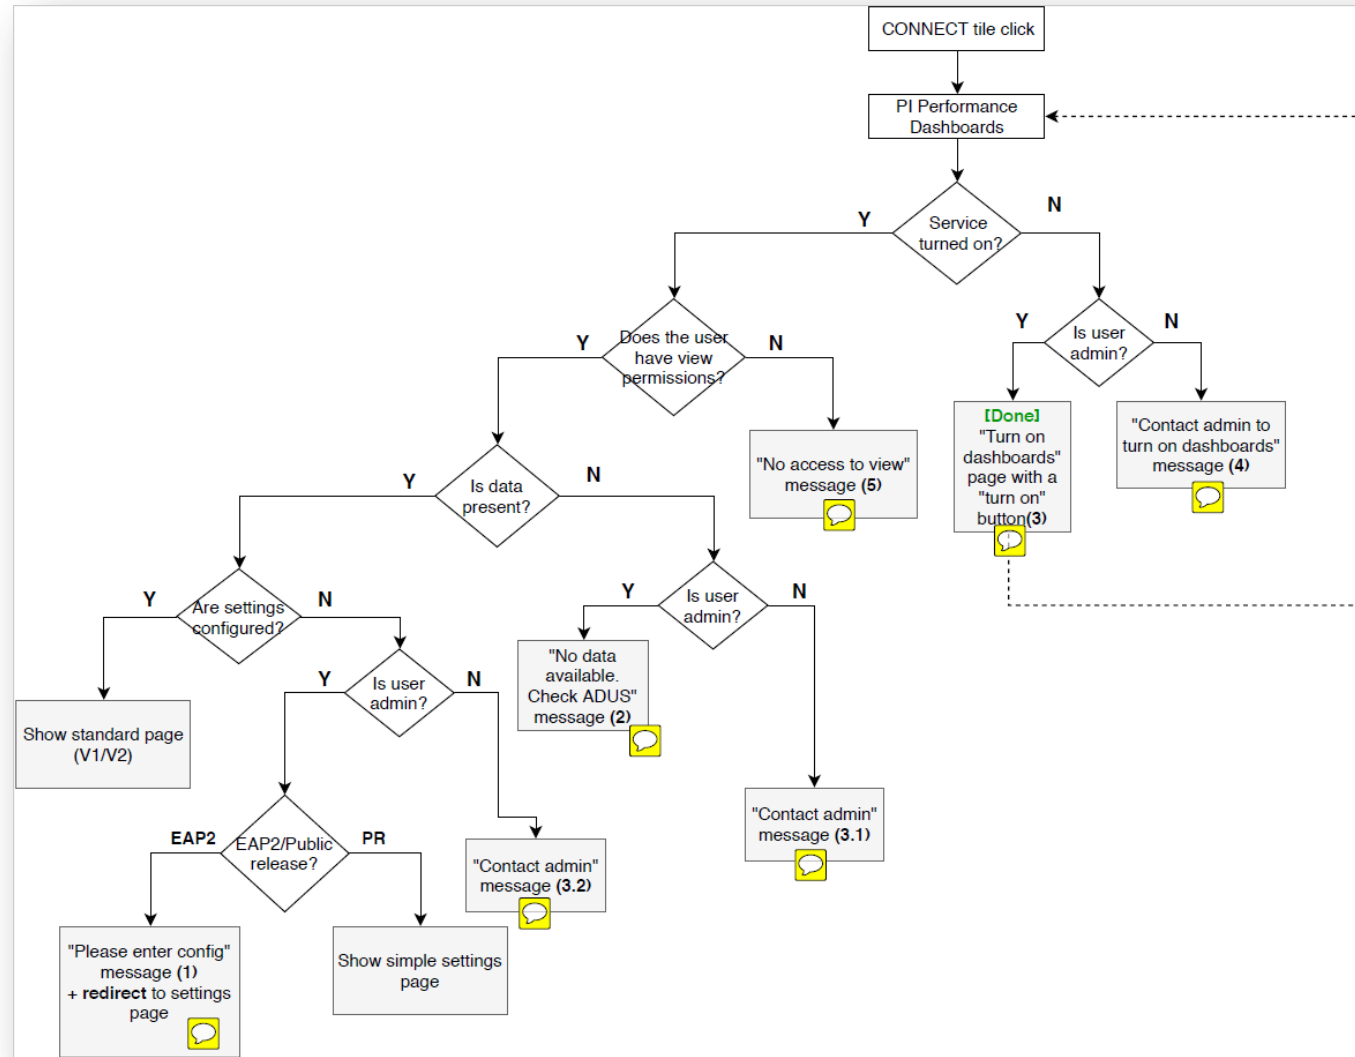 CONNECT tile click
PI Performance
Dashboards
Service
turned on?
Y
N
Does the user
have view
permissions?
Y
N
Is user
admin?
Y
N
[Done]
"Turn on
dashboards"
page with a
"turn on"
button(3)
"Contact admin to
turn on dashboards"
message (4)
"No access to view"
message (5)
Is data
present?
Y
N
Are settings
configured?
Y
N
Is user
admin?
Y
N
"No data
available.
Check ADUS"
message (2)
Show standard page
(V1/V2)
Is user
admin?
Y
N
"Contact admin"
message (3.1)
EAP2/Public
release?
EAP2
PR
"Contact admin"
message (3.2)
"Please enter config"
message (1)
+ redirect to settings
page
Show simple settings
page